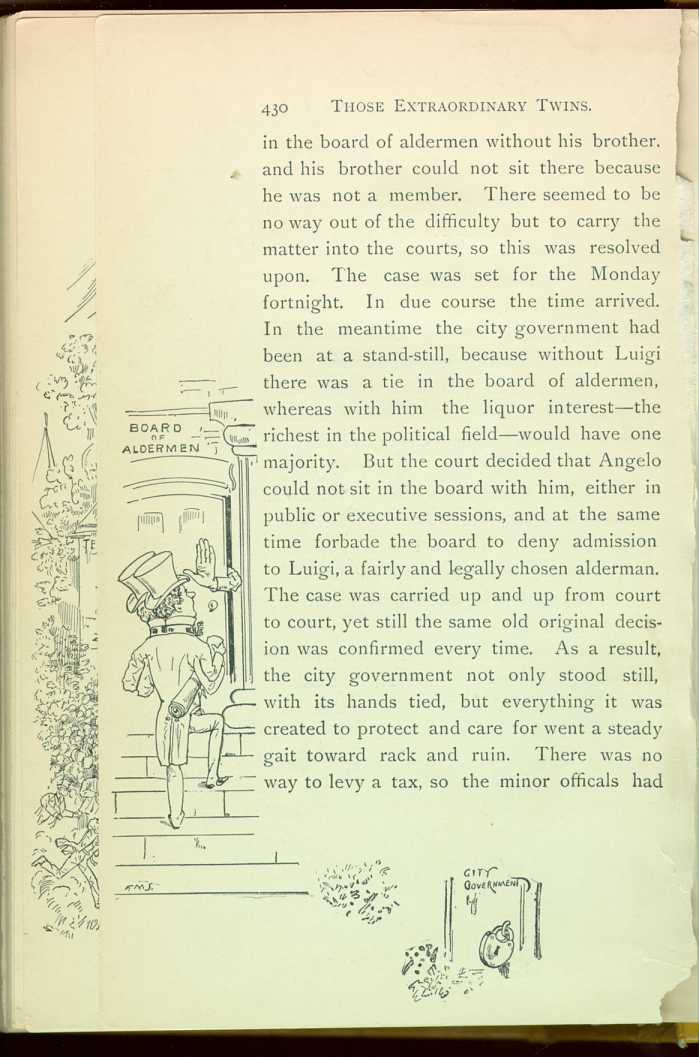 430 THOSE EXTRAORDINARY TWINS.
in the board of aldermen without his brother.
and his brother could not sit there because
he was not a member. There seemed to be
no way out of the difficulty but to carry the
matter into the courts, so this was resolved
upon. The case was set for the Monday
fortnight. In due course the time arrived.
In the meantime the city government had
been at a stand-still, because without Luigi
there was a tie in the board of aldermen,
whereas with him the liquor interest—the
richest in the political field—would have one
majority. But the court decided that Angelo
could not sit in the board with him, either in
public or executive sessions, and at the same
time forbade the board to deny admission
to Luigi, a fairly and legally chosen alderman.
The case was carried up and up from court
to court, yet still the same old original decis-
ion was confirmed every time. As a result,
the city government not only stood still,
with its hands tied, but everything it was
created to protect and care for went a steady
gait toward rack and ruin. There was no
way to levy a tax, so the minor officals had
BOARD
OF
ALDERMEN
TE
F.M.S.
CITY
GOVERNMENT